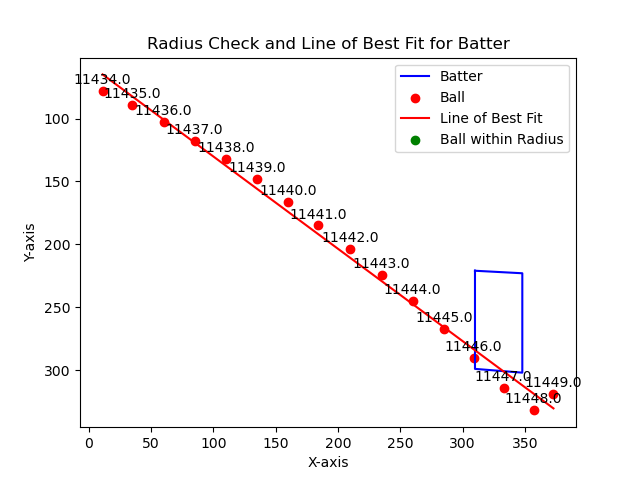 Radius Check and Line of Best Fit for Batter
Batter
Ball
Line of Best Fit
Ball within Radius
11434.0
11435.0
11436.0
11437.0
11438.0
11439.0
11440.0
11441.0
11442.0
11443.0
11444.0
11445.0
11446.0
11447.0
11449.0
11448.0
Y-axis
100
150
200
250
300
0 50 100 150 200 250 300 350
X-axis